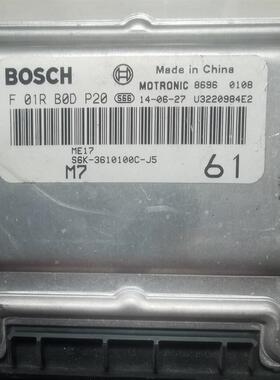 BOSCH
Made in China
MOTRONIC 8696 0108
F 01R B0D P20 S66 14-06-27 U3220984E2
ME17
S6K-3610100C-J5
M7
61